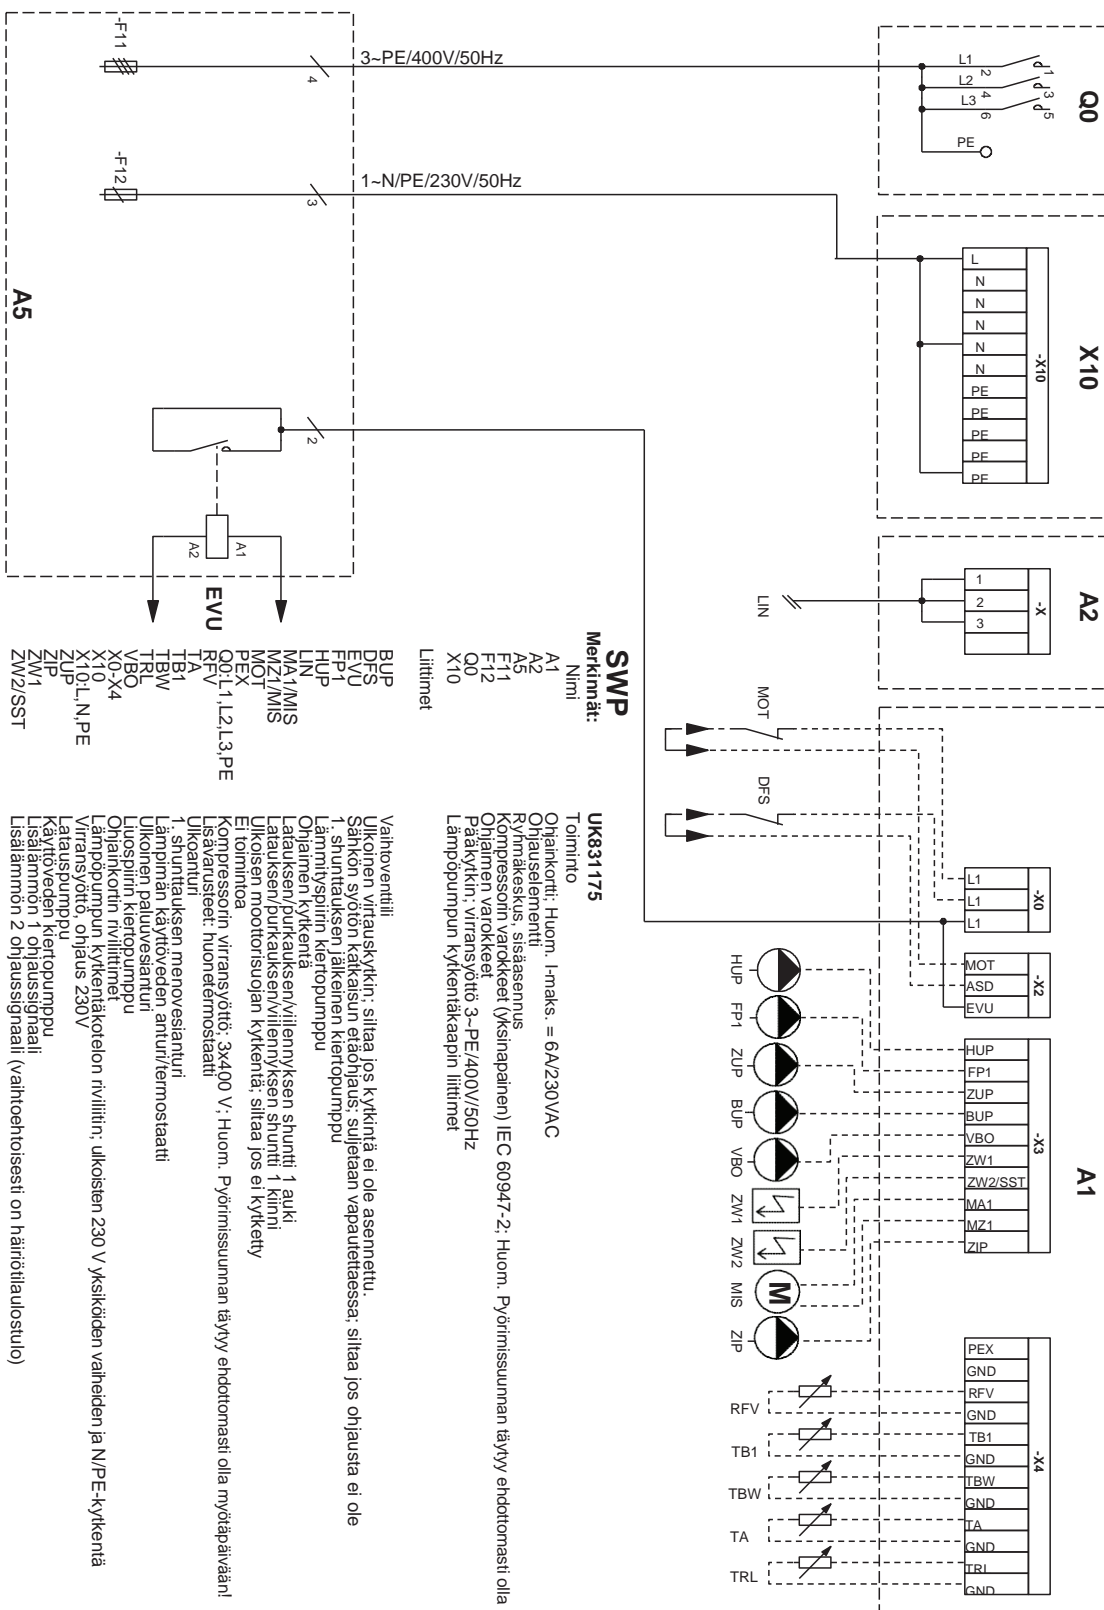 -F11
4
3~PE/400V/50Hz
L1
2
1
L2
4
3
L3
6
5
PE
Q0
-F12
3
1~N/PE/230V/50Hz
L
N
N
N
N
N
PE
PE
PE
PE
PE
-X10
X10
A5
2
A1
A2
EVU
LIN
1
2
3
-X
A2
MOT
DFS
L1
L1
L1
-X0
MOT
ASD
EVU
-X2
HUP
FP1
ZUP
BUP
VBO
ZW1
ZW2/SST
MA1
MZ1
ZIP
-X3
A1
HUP
FP1
ZUP
BUP
VBO
ZW1
ZW2
M
MIS
ZIP
PEX
GND
RFV
GND
TB1
GND
TBW
GND
TA
GND
TRL
GND
-X4
RFV
TB1
TBW
TA
TRL
SWP UK831175
Merkinnät:
Nimi Toiminto
A1 Ohjainkortti; Huom. I-maks. = 6A/230VAC
A2 Ohjauselementti
A5 Ryhmäkeskus, sisäasennus
F11 Kompressorin varokkeet (yksinapainen) IEC 60947-2; Huom. Pyörimissuunnan täytyy ehdottomasti olla
F12 Ohjaimen varokkeet
Q0 Pääkytkin; virransyöttö 3~PE/400V/50Hz
X10 Lämpöpumpun kytkentäkaapin liittimet
Liittimet
BUP Vaihtoventtiili
DFS Ulkoinen virtauskytkin; siltaa jos kytkintä ei ole asennettu.
EVU Sähkön syötön katkaisun etäohjaus; suljetaan vapautettaessa; siltaa jos ohjausta ei ole
FP1 1. shunttauksen jälkeinen kiertopumppu
HUP Lämmityspiirin kiertopumppu
LIN Ohjaimen kytkentä
MA1/MIS Latauksen/purkauksen/viilennyksen shuntti 1 auki
MZ1/MIS Latauksen/purkauksen/viilennyksen shuntti 1 kiinni
MOT Ulkoisen moottorisuojan kytkentä; siltaa jos ei kytketty
PEX Ei toimintoa
Q0:L1,L2,L3,PE Kompressorin virransyöttö; 3x400 V; Huom. Pyörimissuunnan täytyy ehdottomasti olla myötäpäivään!
RFV Lisävarusteet: huonetermostaatti
TA Ulkoanturi
TB1 1. shunttauksen menovesianturi
TBW Lämpimän käyttöveden anturi/termostaatti
TRL Ulkoinen paluuvesianturi
VBO Liuospiirin kiertopumppu
X0-X4 Ohjainkortin riviliittimet
X10 Lämpöpumpun kytkentäkotelon riviliitin; ulkoisten 230 V yksiköiden vaiheiden ja N/PE-kytkentä
X10:L,N,PE Virransyöttö, ohjaus 230V
ZUP Latauspumppu
ZIP Käyttöveden kiertopumppu
ZW1 Lisälämmön 1 ohjaussignaali
ZW2/SST Lisälämmön 2 ohjaussignaali (vaihtoehtoisesti on häiriötilaulostulo)